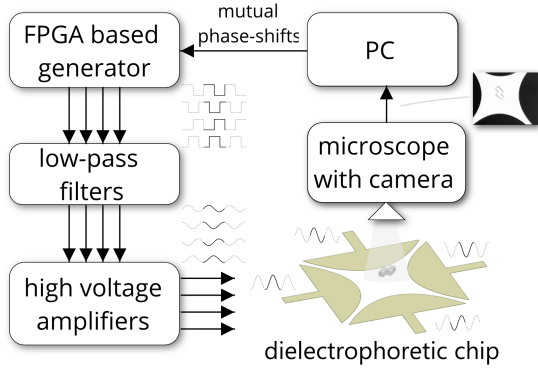 FPGA based
generator
mutual
phase-shifts
PC
low-pass
filters
microscope
with camera
high voltage
amplifiers
dielectrophoretic chip